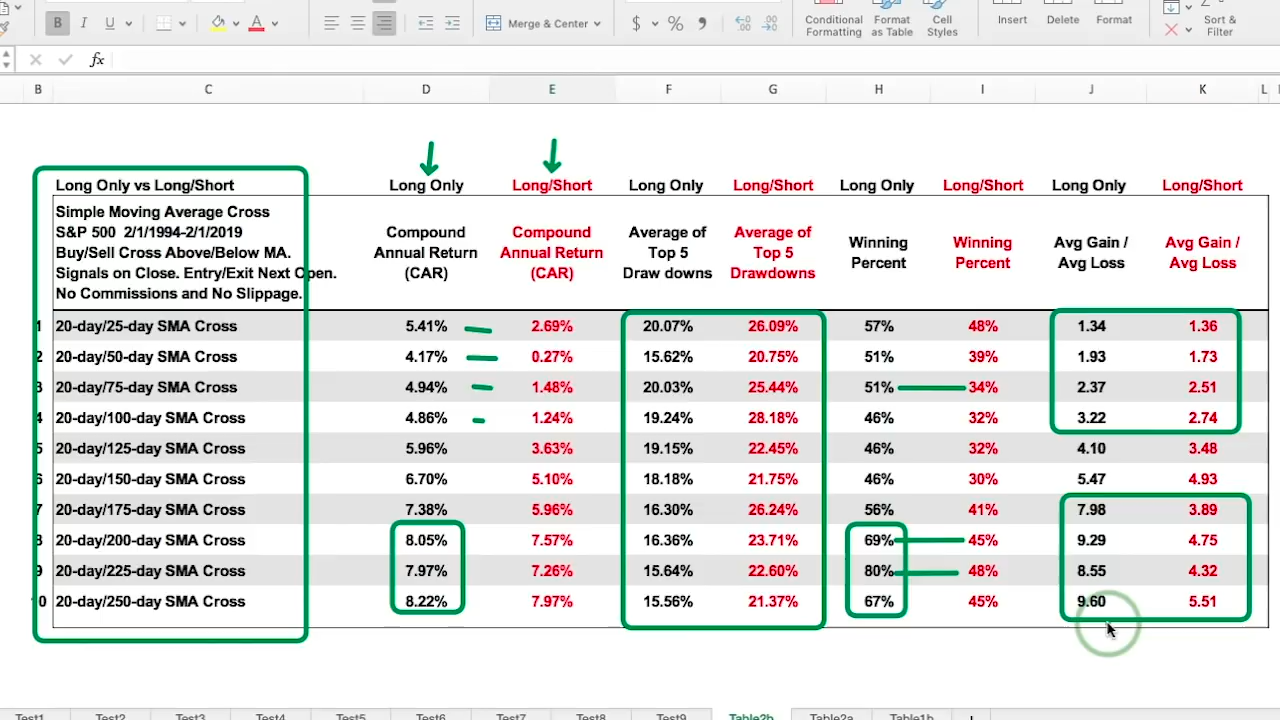 B I U
Merge & Center
$ % 
Conditional Formatting
Format as Table
Cell Styles
Insert
Delete
Format
Sort & Filter
fx
B C D E F G H I J K L
Long Only vs Long/Short Long Only Long/Short Long Only Long/Short Long Only Long/Short Long Only Long/Short
Simple Moving Average Cross
S&P 500 2/1/1994-2/1/2019
Buy/Sell Cross Above/Below MA.
Signals on Close. Entry/Exit Next Open.
No Commissions and No Slippage.
Compound Annual Return (CAR)
Compound Annual Return (CAR)
Average of Top 5 Draw downs
Average of Top 5 Drawdowns
Winning Percent
Winning Percent
Avg Gain / Avg Loss
Avg Gain / Avg Loss
1 20-day/25-day SMA Cross 5.41% 2.69% 20.07% 26.09% 57% 48% 1.34 1.36
2 20-day/50-day SMA Cross 4.17% 0.27% 15.62% 20.75% 51% 39% 1.93 1.73
3 20-day/75-day SMA Cross 4.94% 1.48% 20.03% 25.44% 51% 34% 2.37 2.51
4 20-day/100-day SMA Cross 4.86% 1.24% 19.24% 28.18% 46% 32% 3.22 2.74
5 20-day/125-day SMA Cross 5.96% 3.63% 19.15% 22.45% 46% 32% 4.10 3.48
6 20-day/150-day SMA Cross 6.70% 5.10% 18.18% 21.75% 46% 30% 5.47 4.93
7 20-day/175-day SMA Cross 7.38% 5.96% 16.30% 26.24% 56% 41% 7.98 3.89
8 20-day/200-day SMA Cross 8.05% 7.57% 16.36% 23.71% 69% 45% 9.29 4.75
9 20-day/225-day SMA Cross 7.97% 7.26% 15.64% 22.60% 80% 48% 8.55 4.32
10 20-day/250-day SMA Cross 8.22% 7.97% 15.56% 21.37% 67% 45% 9.60 5.51
Test1 Test2 Test3 Test4 Test5 Test6 Test7 Test8 Test9 Table2b Table2a Table1b +